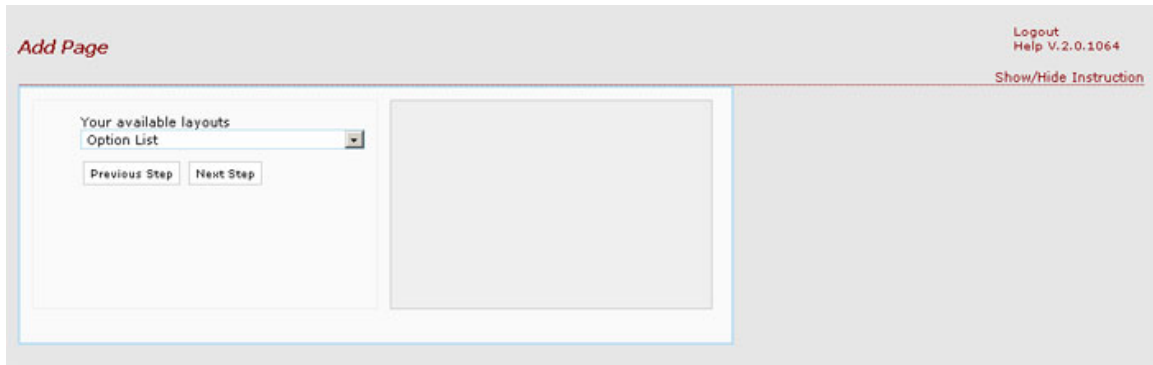 Add Page
Logout
Help V.2.0.1064
Show/Hide Instruction
Your available layouts
Option List
Previous Step Next Step